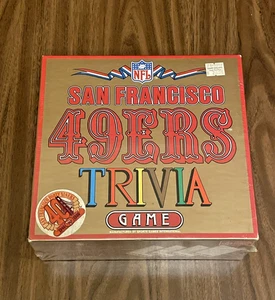 NFL
SAN FRANCISCO
49ERS
TRIVIA
GAME